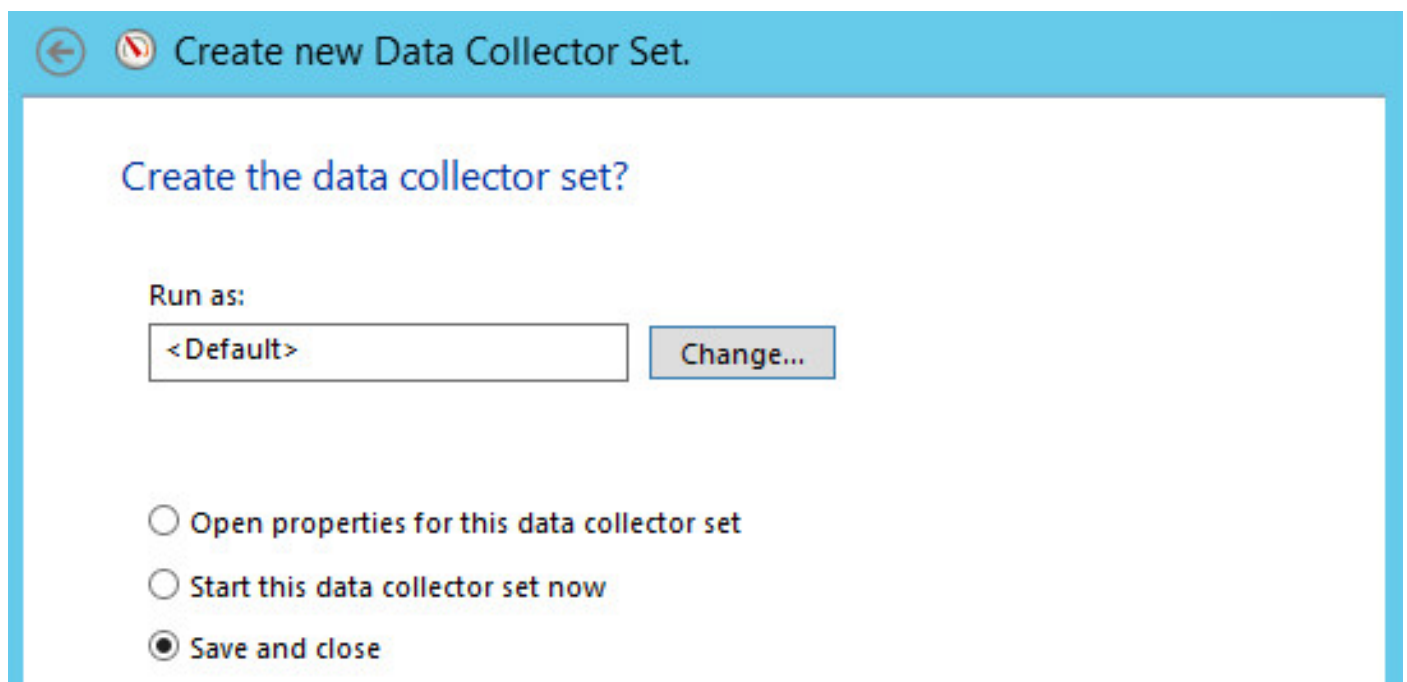 Create new Data Collector Set.
Create the data collector set?
Run as:
<Default>
Change...
Open properties for this data collector set
Start this data collector set now
Save and close